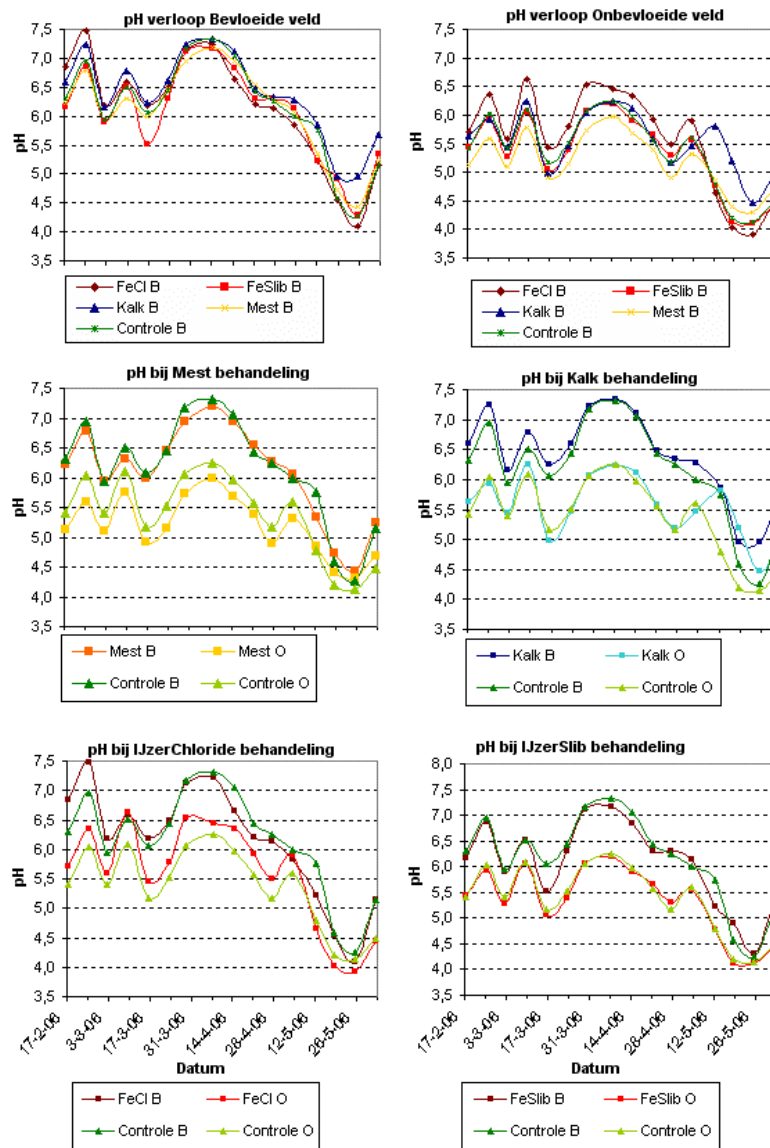 pH verloop Bevloeide veld
7,5
7,0
6,5
6,0
5,5
5,0
4,5
4,0
3,5
pH
FeCl B FeSlib B
Kalk B Mest B
Controle B
pH verloop Onbevloeide veld
7,5
7,0
6,5
6,0
5,5
5,0
4,5
4,0
3,5
pH
FeCl B FeSlib B
Kalk B Mest B
Controle B
pH bij Mest behandeling
7,5
7,0
6,5
6,0
5,5
5,0
4,5
4,0
3,5
pH
Mest B Mest O
Controle B Controle O
pH bij Kalk behandeling
7,5
7,0
6,5
6,0
5,5
5,0
4,5
4,0
3,5
pH
Kalk B Kalk O
Controle B Controle O
pH bij IJzerChloride behandeling
7,5
7,0
6,5
6,0
5,5
5,0
4,5
4,0
3,5
pH
17-2-06 3-3-06 17-3-06 31-3-06 14-4-06 28-4-06 12-5-06 26-5-06
Datum
FeCl B FeCl O
Controle B Controle O
pH bij IJzerSlib behandeling
8,0
7,5
7,0
6,5
6,0
5,5
5,0
4,5
4,0
3,5
pH
17-2-06 3-3-06 17-3-06 31-3-06 14-4-06 28-4-06 12-5-06 26-5-06
Datum
FeSlib B FeSlib O
Controle B Controle O